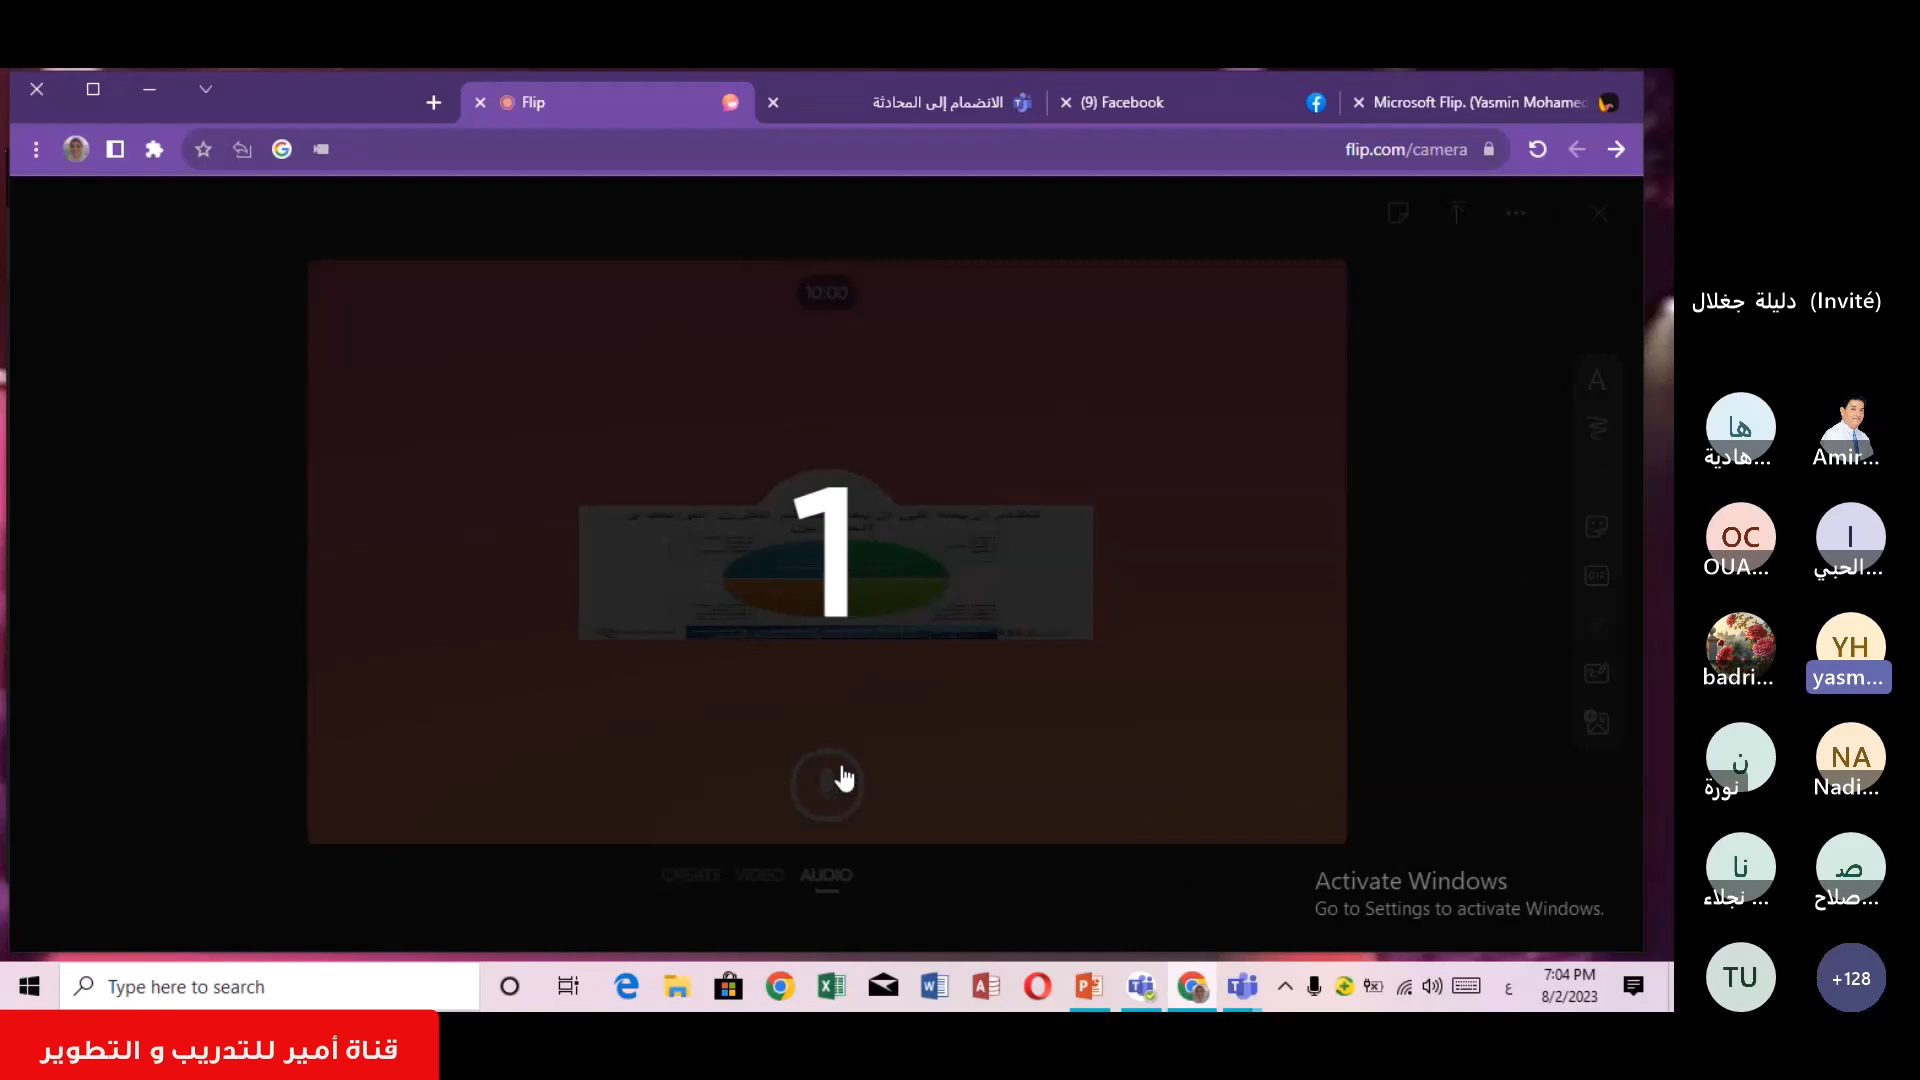 Flip
الانضمام إلى المحادثة
(9) Facebook
Microsoft Flip. (Yasmin Mohamed
flip.com/camera
10:00
1
CREATE VIDEO AUDIO
Activate Windows
Go to Settings to activate Windows.
دليلة جغلال (Invité)
ها
هادية...
Amir...
OC
OUA...
ا
الحبي...
badri...
YH
yasm...
ن
نورة
NA
Nadi...
نا
نجلاء ...
ص
صلاح...
TU
+128
A
GIF
Type here to search
ع
7:04 PM
8/2/2023
قناة أمير للتدريب و التطوير